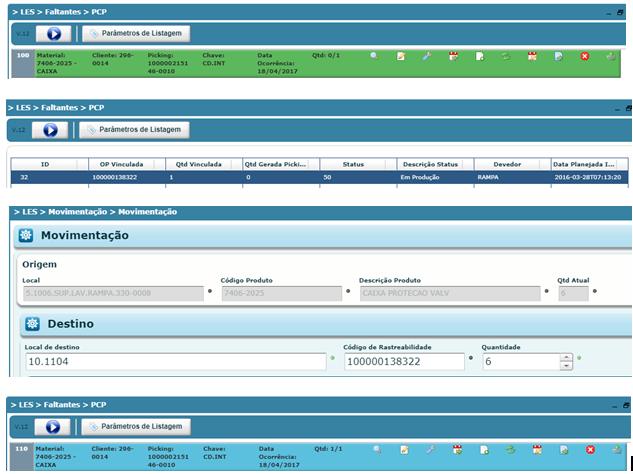 > LES > Faltantes > PCP
V.12 Parâmetros de Listagem
100 Material: Cliente: 296- Picking: Chave: Data Qtd: 0/1
7406-2025 - 0014 1000002151 CD.INT Ocorrência:
CAIXA 46-0010 18/04/2017
> LES > Faltantes > PCP
V.12 Parâmetros de Listagem
ID OP Vinculada Qtd Vinculada Qtd Gerada Picki... Status Descrição Status Devedor Data Planejada I...
32 100000138322 1 0 50 Em Produção RAMPA 2016-03-28T07:13:20
> LES > Movimentação > Movimentação
Movimentação
Origem
Local Código Produto Descrição Produto Qtd Atual
5.1006.SUP.LAV.RAMPA.330-0008 7406-2025 CAIXA PROTECAO VALV 6
Destino
Local de destino Código de Rastreabilidade Quantidade
10.1104 100000138322 6
> LES > Faltantes > PCP
V.12 Parâmetros de Listagem
110 Material: Cliente: 296- Picking: Chave: Data Qtd: 1/1
7406-2025 - 0014 1000002151 CD.INT Ocorrência:
CAIXA 46-0010 18/04/2017